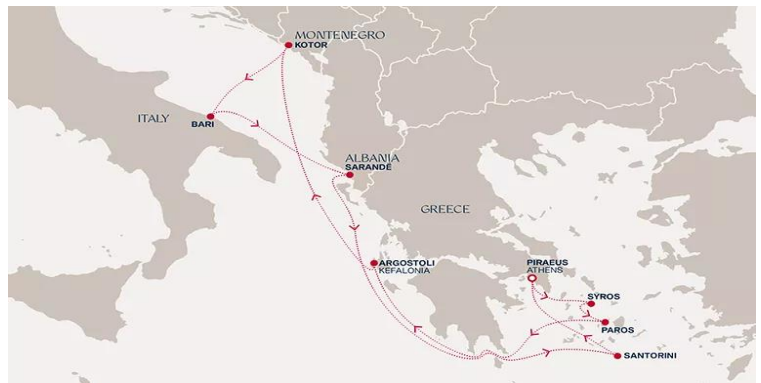 MONTENEGRO
KOTOR
ITALY
BARI
ALBANIA
SARANDË
GREECE
ARGOSTOLI
KEFALONIA
PIRAEUS
ATHENS
SYROS
PAROS
SANTORINI